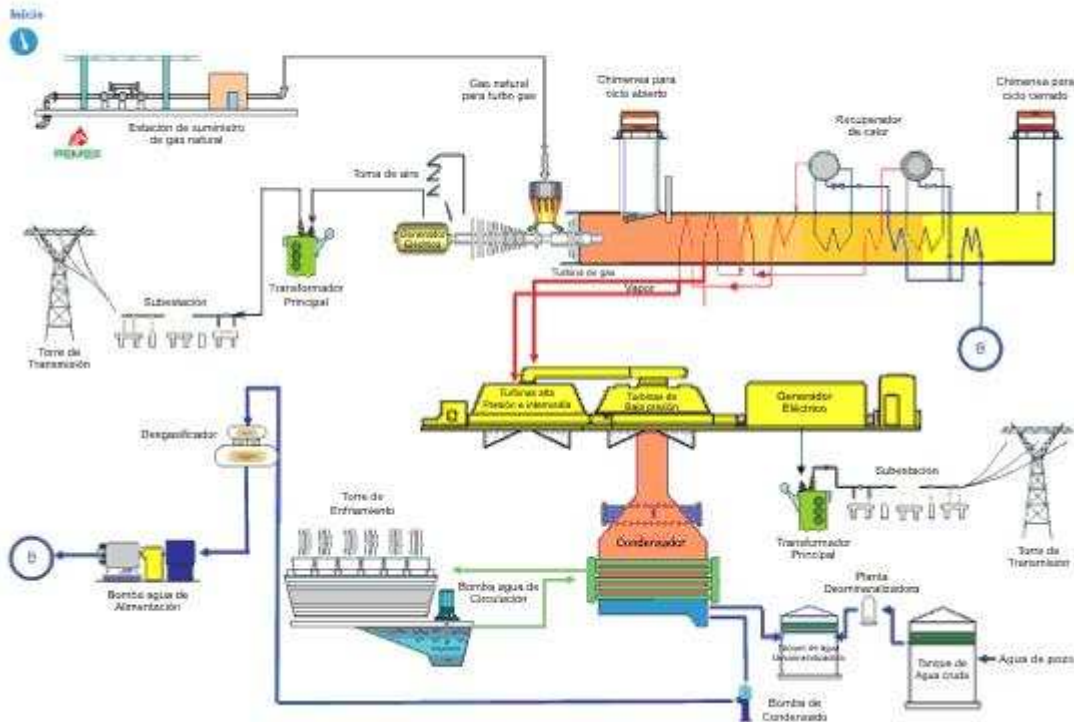 Inicio
Estación de suministro
de gas natural
PEMEX
Gas natural
para turbo gas
Chimenea para
ciclo abierto
Recuperador
de calor
Chimenea para
ciclo cerrado
Toma de aire
Generador
Eléctrico
Turbina de gas
Vapor
Transformador
Principal
Subestación
Torre de
Transmisión
Turbinas alta
Presión e intermedia
Turbinas de
Baja presión
Generador
Eléctrico
Desgasificador
Torre de
Enfriamiento
Condensador
Transformador
Principal
Subestación
Torre de
Transmisión
Bomba agua de
Alimentación
Bomba agua de
Circulación
Planta
Desmineralizadora
Tanque de
Agua cruda
Agua de pozo
Bomba de
Condensado